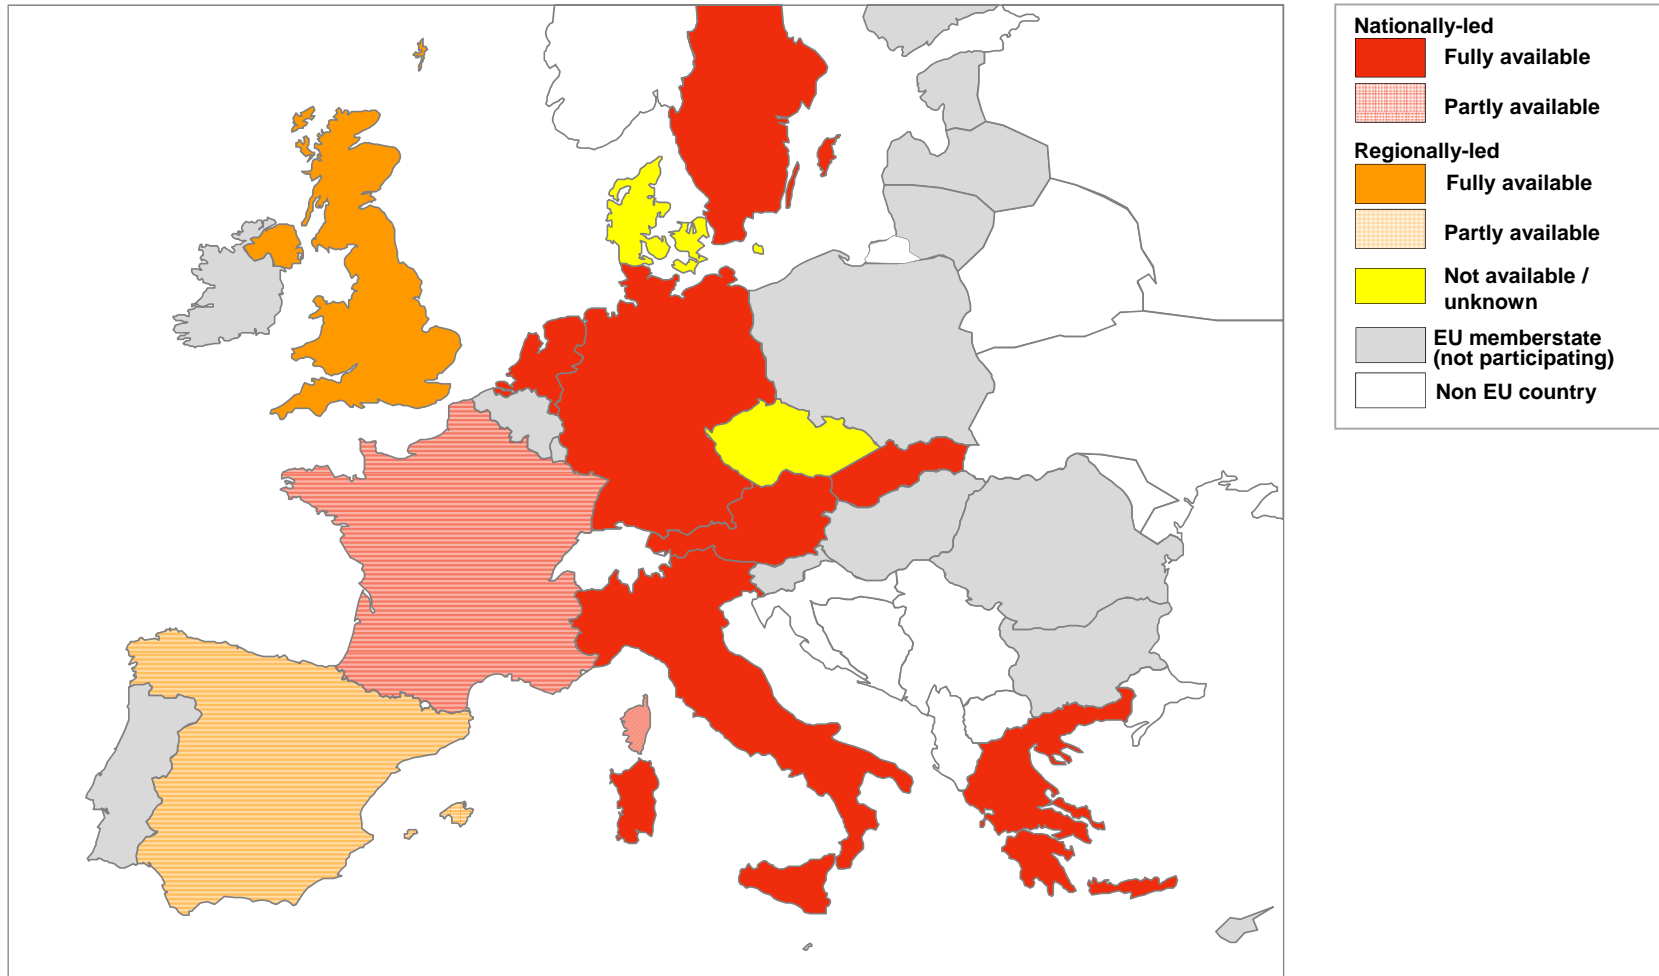 Nationally-led
Fully available
Partly available
Regionally-led
Fully available
Partly available
Not available /
unknown
EU memberstate
(not participating)
Non EU country